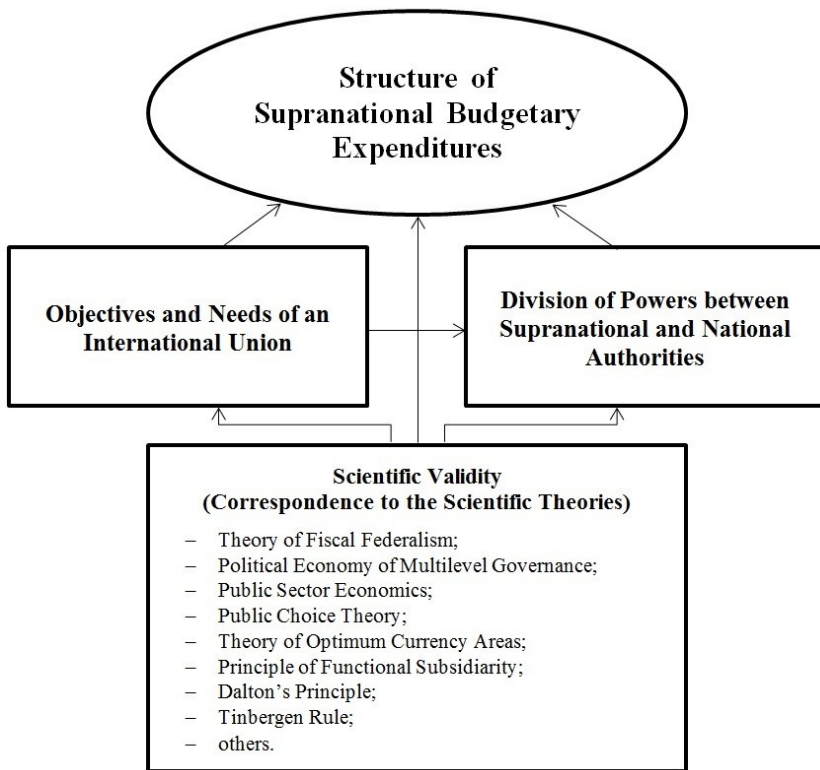 Structure of
Supranational Budgetary
Expenditures
Objectives and Needs of an
International Union
Division of Powers between
Supranational and National
Authorities
Scientific Validity
(Correspondence to the Scientific Theories)
– Theory of Fiscal Federalism;
– Political Economy of Multilevel Governance;
– Public Sector Economics;
– Public Choice Theory;
– Theory of Optimum Currency Areas;
– Principle of Functional Subsidiarity;
– Dalton’s Principle;
– Tinbergen Rule;
– others.